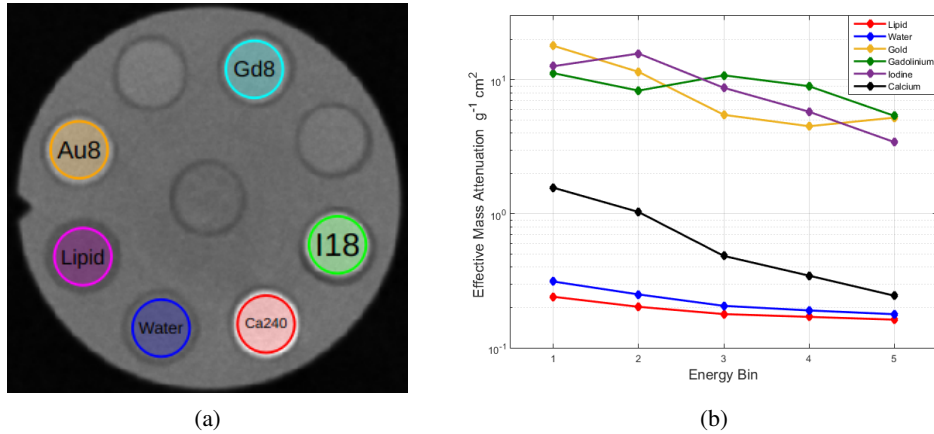 Gd8
Au8
I18
Lipid
Ca240
Water
(a)
Effective Mass Attenuation g⁻¹ cm²
10¹
10⁰
10⁻¹
1 2 3 4 5
Energy Bin
Lipid
Water
Gold
Gadolinium
Iodine
Calcium
(b)